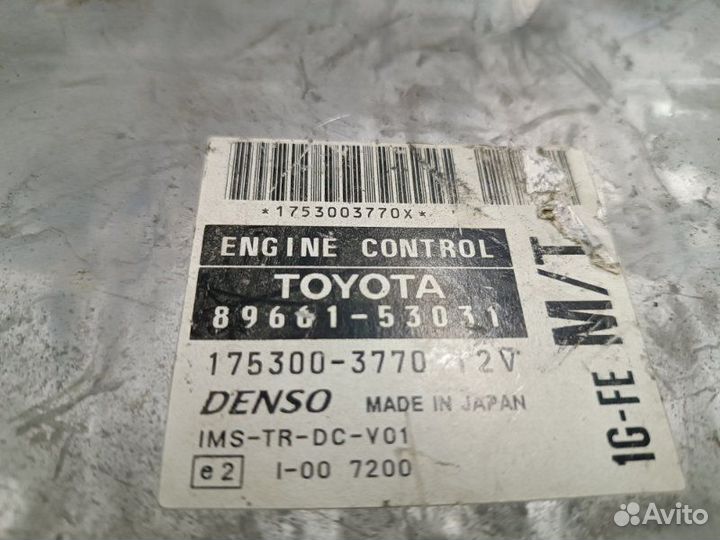 *1753003770X*
ENGINE CONTROL
TOYOTA
89661-53031
175300-3770 12V
DENSO MADE IN JAPAN
IMS-TR-DC-V01
e2 I-00 7200
1G-FE M/T
Avito